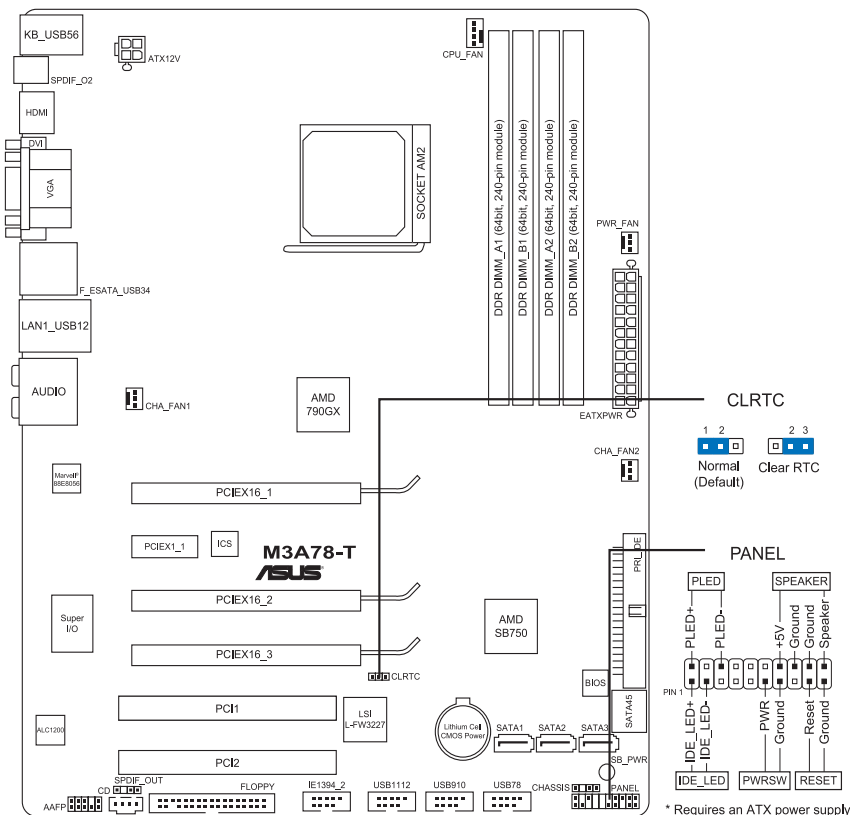 KB_USB56
ATX12V
CPU_FAN
SPDIF_O2
HDMI
DVI
VGA
SOCKET AM2
DDR DIMM_A1 (64bit, 240-pin module)
DDR DIMM_B1 (64bit, 240-pin module)
DDR DIMM_A2 (64bit, 240-pin module)
DDR DIMM_B2 (64bit, 240-pin module)
PWR_FAN
F_ESATA_USB34
LAN1_USB12
AUDIO
CHA_FAN1
AMD
790GX
EATXPWR
CLRTC
1 2
2 3
Normal
(Default)
Clear RTC
CHA_FAN2
Marvell®
88E8056
PCIEX16_1
PCIEX1_1
ICS
M3A78-T
ASUS
PRI_IDE
PANEL
PLED
SPEAKER
PLED+
PLED-
+5V
Ground
Ground
Speaker
PIN 1
IDE_LED+
IDE_LED-
PWR
Ground
Reset
Ground
IDE_LED
PWRSW
RESET
* Requires an ATX power supply
PCIEX16_2
Super
I/O
AMD
SB750
PCIEX16_3
CLRTC
BIOS
PCI1
LSI
L-FW3227
Lithium Cell
CMOS Power
SATA1
SATA2
SATA3
SATA45
ALC1200
PCI2
SB_PWR
SPDIF_OUT
CD
AAFP
FLOPPY
IE1394_2
USB1112
USB910
USB78
CHASSIS
PANEL